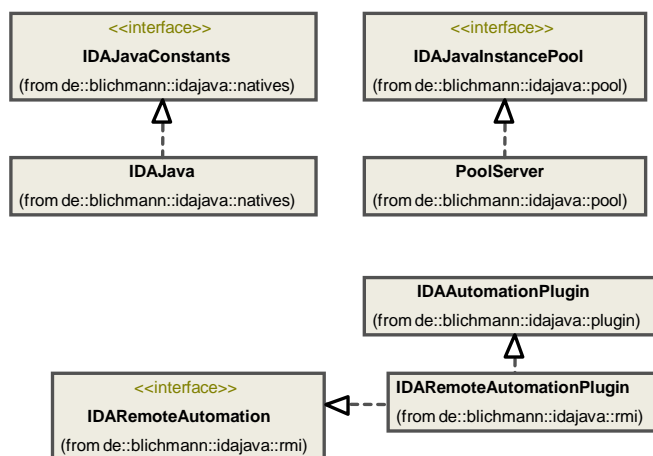 <<interface>>
IDAJavaConstants
(from de::blichmann::idajava::natives)
<<interface>>
IDAJavaInstancePool
(from de::blichmann::idajava::pool)
IDAJava
(from de::blichmann::idajava::natives)
PoolServer
(from de::blichmann::idajava::pool)
IDAAutomationPlugin
(from de::blichmann::idajava::plugin)
<<interface>>
IDARemoteAutomation
(from de::blichmann::idajava::rmi)
IDARemoteAutomationPlugin
(from de::blichmann::idajava::rmi)